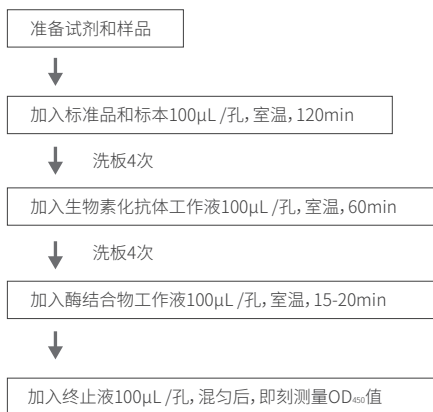 准备试剂和样品
加入标准品和标本100μL /孔，室温，120min
洗板4次
加入生物素化抗体工作液100μL /孔，室温，60min
洗板4次
加入酶结合物工作液100μL /孔，室温，15-20min
加入终止液100μL /孔，混匀后，即刻测量OD₄₅₀值